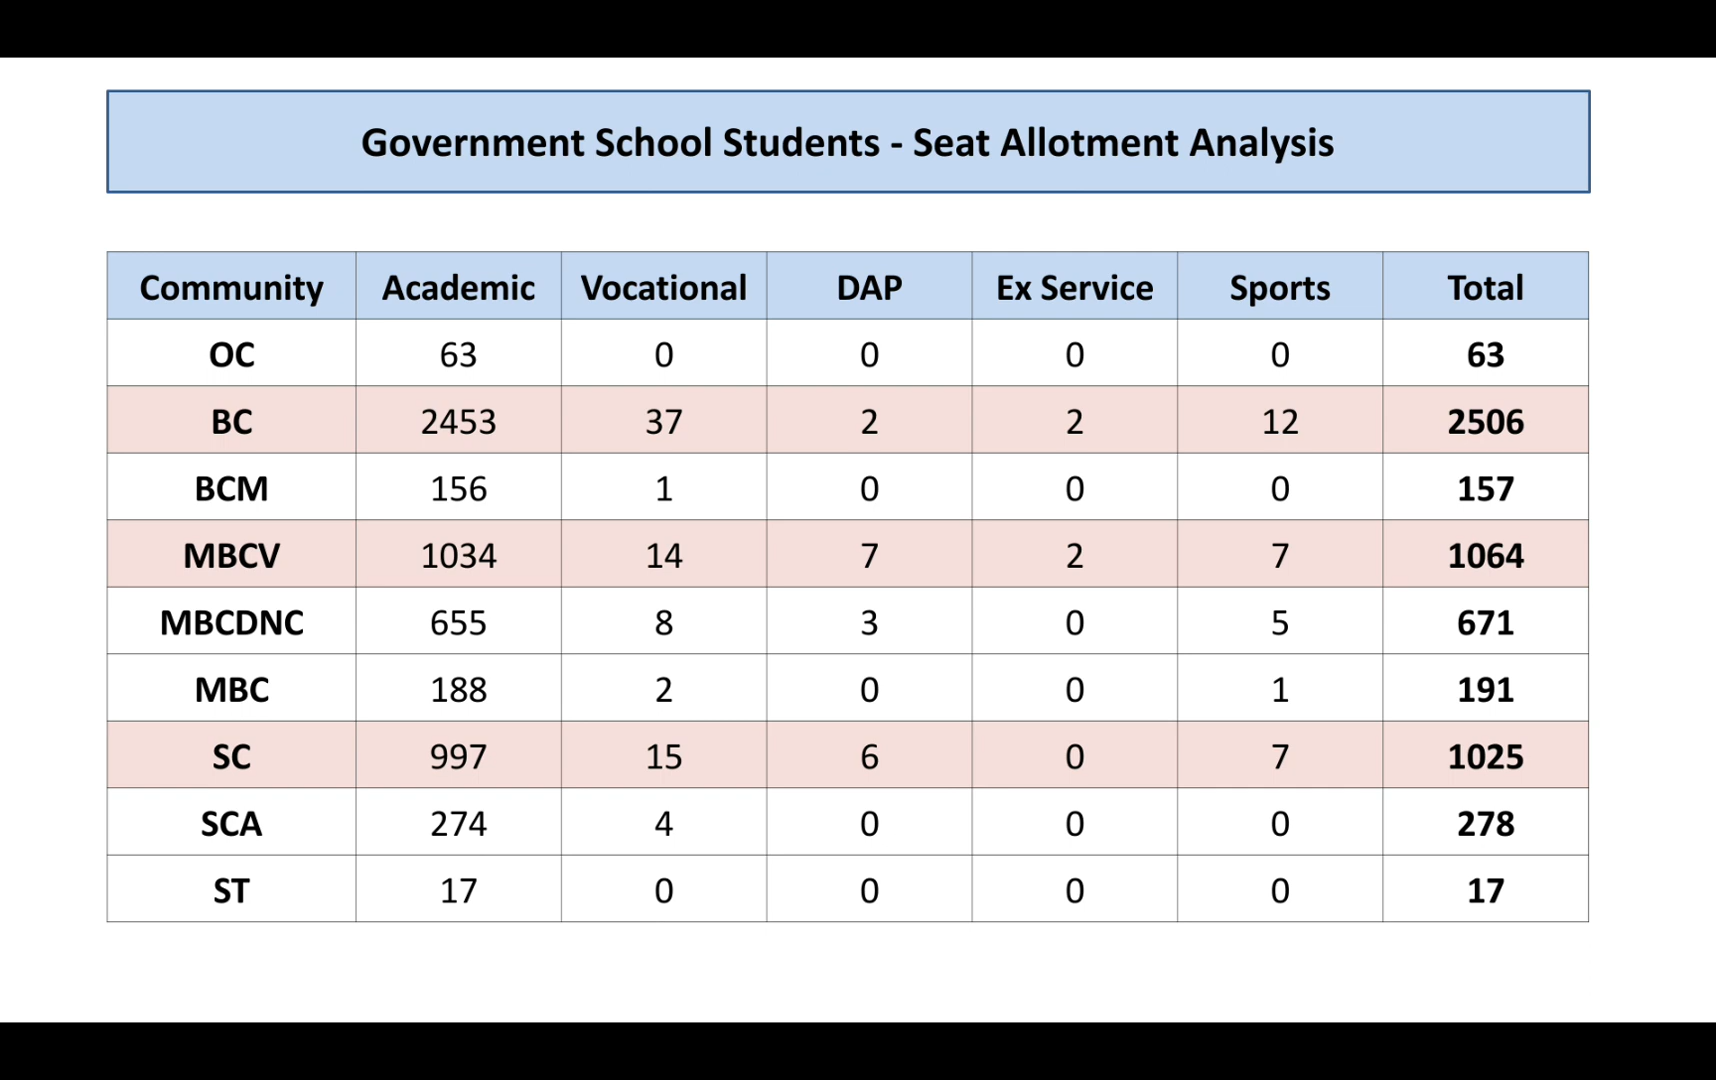 Government School Students - Seat Allotment Analysis
Community Academic Vocational DAP Ex Service Sports Total
OC 63 0 0 0 0 63
BC 2453 37 2 2 12 2506
BCM 156 1 0 0 0 157
MBCV 1034 14 7 2 7 1064
MBCDNC 655 8 3 0 5 671
MBC 188 2 0 0 1 191
SC 997 15 6 0 7 1025
SCA 274 4 0 0 0 278
ST 17 0 0 0 0 17